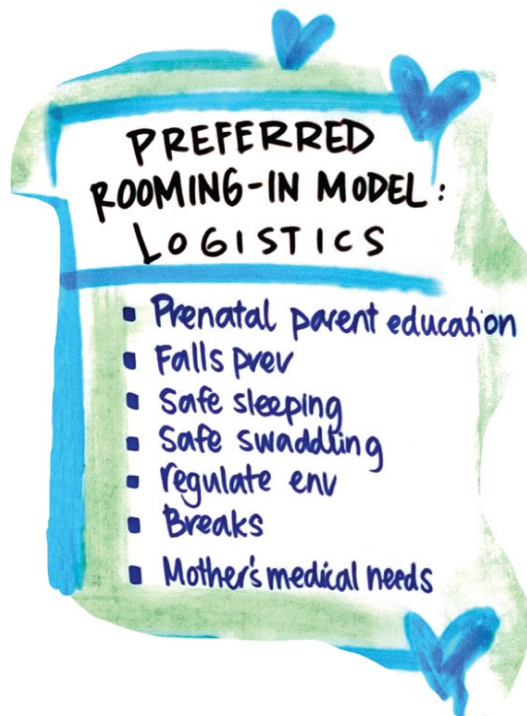 PREFERRED
ROOMING-IN MODEL:
LOGISTICS
▪ Prenatal parent education
▪ Falls prev
▪ Safe sleeping
▪ Safe swaddling
▪ regulate env
▪ Breaks
▪ Mother's medical needs